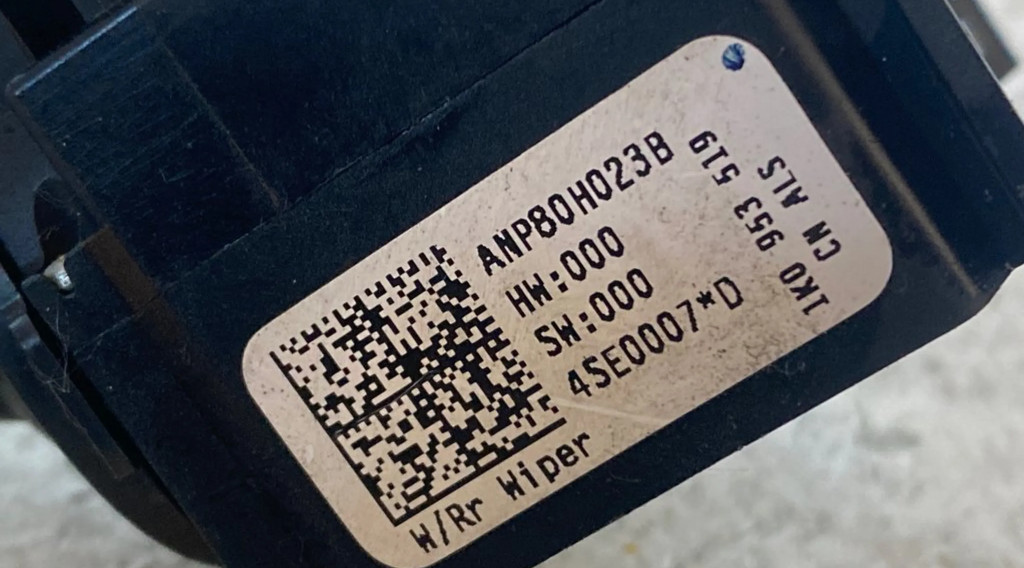 ANP80H023B
HW:000
SW:000
4SE0007*D
W/Rr Wiper
1K0 953 519
CN ALS